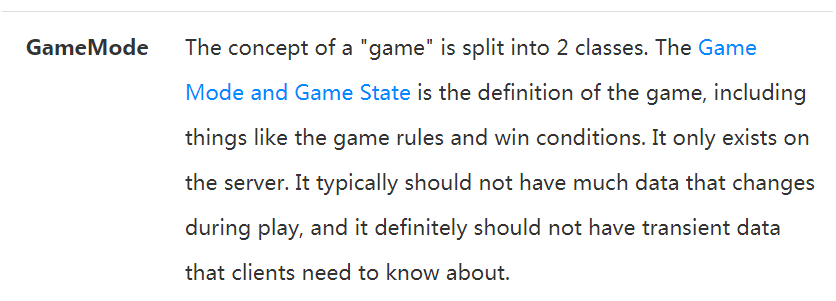 GameMode The concept of a "game" is split into 2 classes. The Game
Mode and Game State is the definition of the game, including
things like the game rules and win conditions. It only exists on
the server. It typically should not have much data that changes
during play, and it definitely should not have transient data
that clients need to know about.